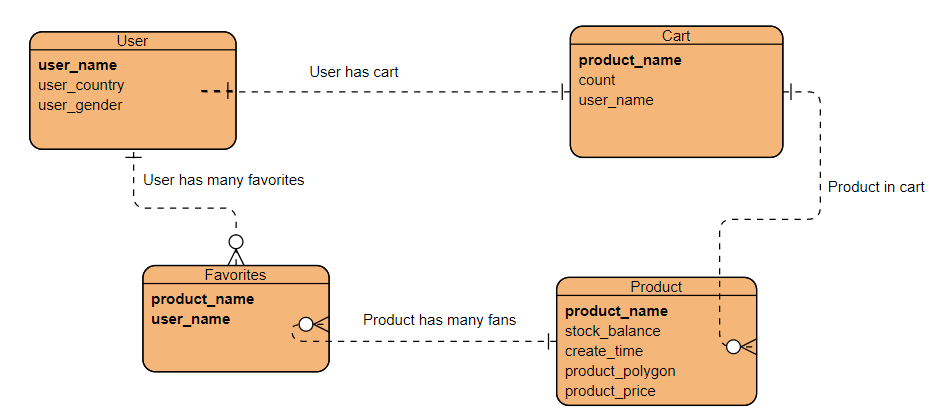 User
user_name
user_country
user_gender
User has cart
Cart
product_name
count
user_name
User has many favorites
Product in cart
Favorites
product_name
user_name
Product has many fans
Product
product_name
stock_balance
create_time
product_polygon
product_price